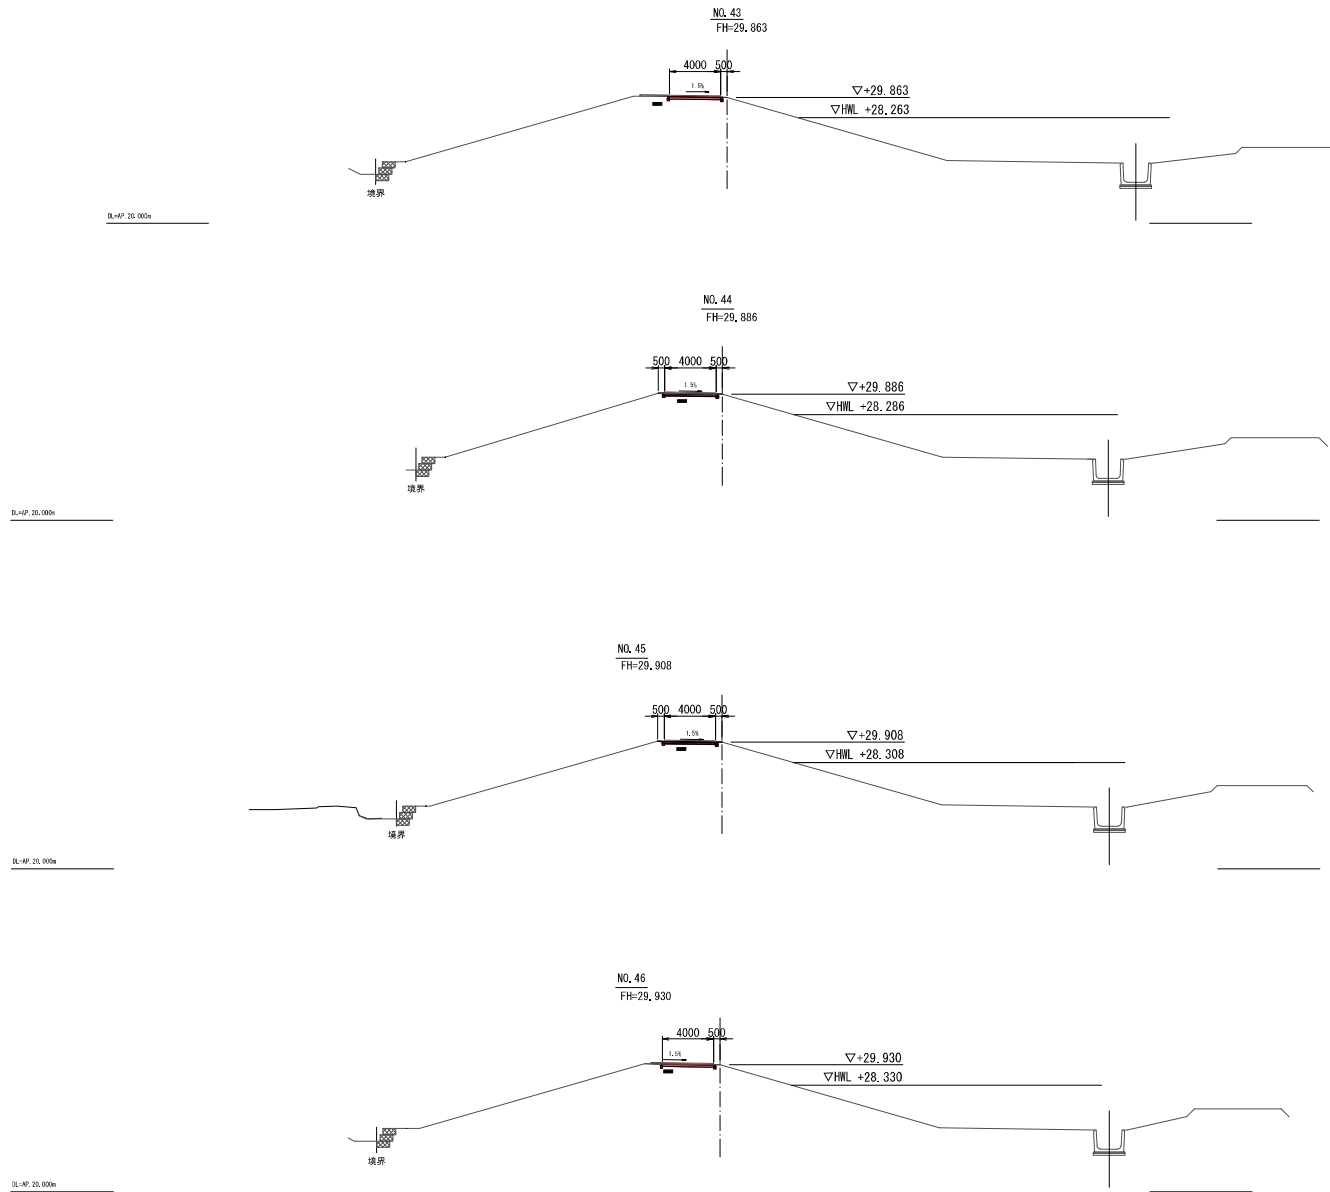 NO. 43
FH=29.863
4000 500
1.5%
▽+29.863
▽HWL +28.263
境界
DL=AP.20.000m
NO. 44
FH=29.886
500 4000 500
1.5%
▽+29.886
▽HWL +28.286
境界
DL=AP.20.000m
NO. 45
FH=29.908
500 4000 500
1.5%
▽+29.908
▽HWL +28.308
境界
DL=AP.20.000m
NO. 46
FH=29.930
4000 500
1.5%
▽+29.930
▽HWL +28.330
境界
DL=AP.20.000m